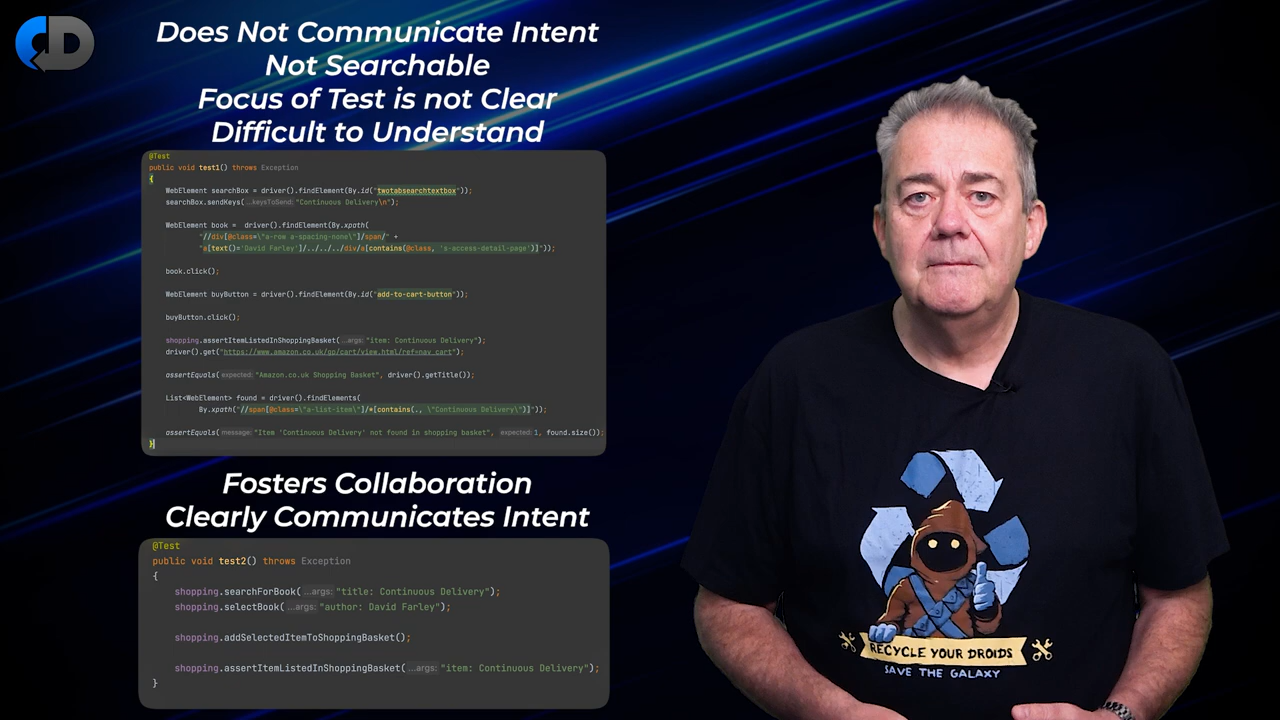 CD
Does Not Communicate Intent
Not Searchable
Focus of Test is not Clear
Difficult to Understand
@Test
public void test1() throws Exception
{
WebElement searchBox = driver().findElement(By.id("twotabsearchtextbox"));
searchBox.sendKeys( ...keysToSend: "Continuous Delivery\n");
WebElement book =  driver().findElement(By.xpath(
"//div[@class=\"a-row a-spacing-none\"]/span/" +
"a[text()='David Farley']/../../../div/a[contains(@class, 's-access-detail-page')]"));
book.click();
WebElement buyButton = driver().findElement(By.id("add-to-cart-button"));
buyButton.click();
shopping.assertItemListedInShoppingBasket( ...args: "item: Continuous Delivery");
driver().get("https://www.amazon.co.uk/gp/cart/view.html/ref=nav_cart");
assertEquals( expected: "Amazon.co.uk Shopping Basket", driver().getTitle());
List<WebElement> found = driver().findElements(
By.xpath("//span[@class=\"a-list-item\"]/*[contains(., \"Continuous Delivery\")]"));
assertEquals( message: "Item 'Continuous Delivery' not found in shopping basket", expected: 1, found.size());
}
Fosters Collaboration
Clearly Communicates Intent
@Test
public void test2() throws Exception
{
shopping.searchForBook( ...args: "title: Continuous Delivery");
shopping.selectBook( ...args: "author: David Farley");
shopping.addSelectedItemToShoppingBasket();
shopping.assertItemListedInShoppingBasket( ...args: "item: Continuous Delivery");
}
RECYCLE YOUR DROIDS
SAVE THE GALAXY